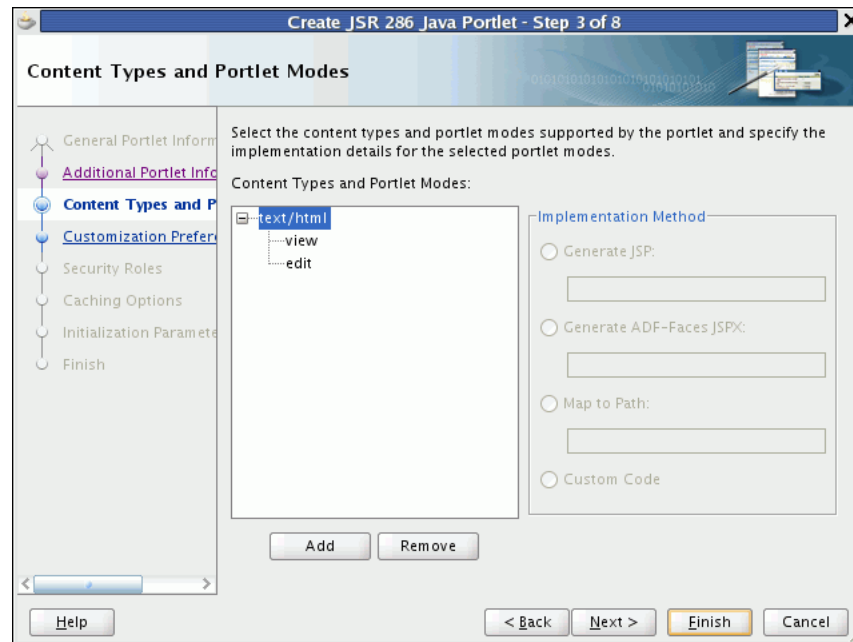 Create JSR 286 Java Portlet - Step 3 of 8
Content Types and Portlet Modes
General Portlet Inform
Additional Portlet Info
Content Types and P
Customization Prefer
Security Roles
Caching Options
Initialization Paramete
Finish
Select the content types and portlet modes supported by the portlet and specify the
implementation details for the selected portlet modes.
Content Types and Portlet Modes:
text/html
view
edit
Implementation Method
Generate JSP:
Generate ADF-Faces JSPX:
Map to Path:
Custom Code
Add
Remove
Help
< Back
Next >
Finish
Cancel